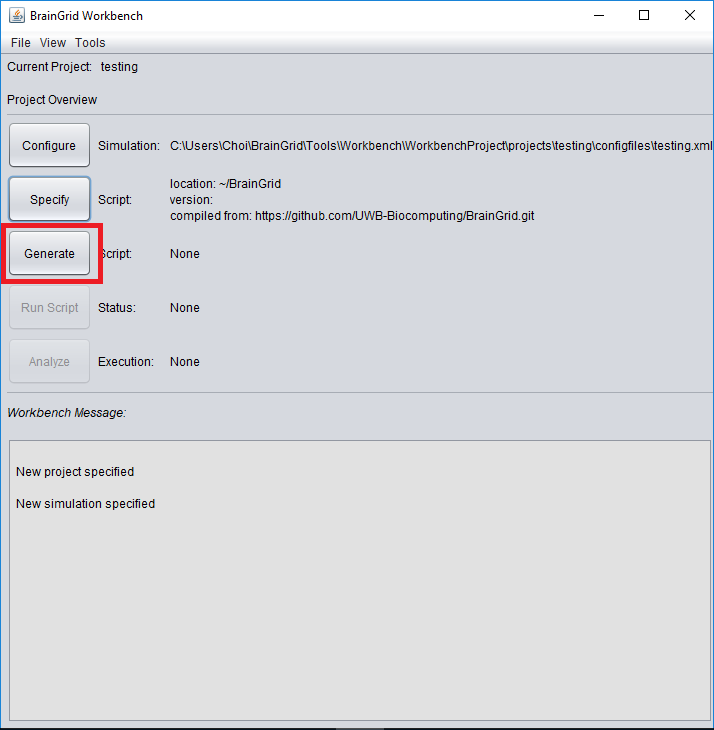 BrainGrid Workbench
File View Tools
Current Project: testing
Project Overview
Configure Simulation: C:\Users\Choi\BrainGrid\Tools\Workbench\WorkbenchProject\projects\testing\configfiles\testing.xml
location: ~/BrainGrid
Specify Script: version:
compiled from: https://github.com/UWB-Biocomputing/BrainGrid.git
Generate Script: None
Run Script Status: None
Analyze Execution: None
Workbench Message:
New project specified
New simulation specified